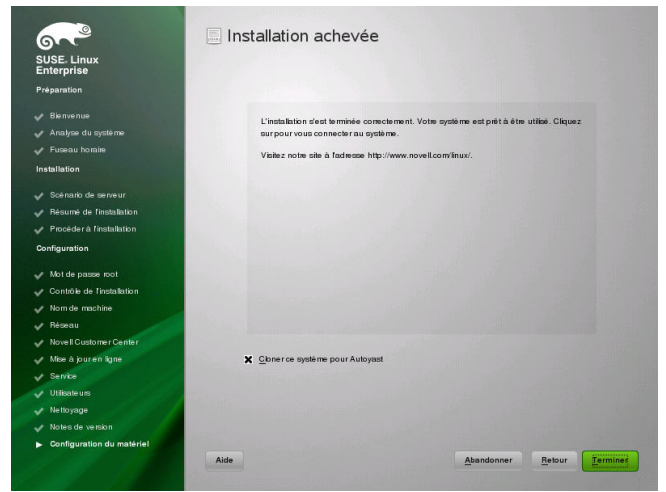 SUSE. Linux
Enterprise
Préparation
Bienvenue
Analyse du système
Fuseau horaire
Installation
Scénario de serveur
Résumé de l'installation
Procéder à l'installation
Configuration
Mot de passe root
Contrôle de l'installation
Nom de machine
Réseau
Novell Customer Center
Mise à jour en ligne
Service
Utilisateurs
Nettoyage
Notes de version
Configuration du matériel
Installation achevée
L'installation s'est terminée correctement. Votre système est prêt à être utilisé. Cliquez
sur pour vous connecter au système.
Visitez notre site à l'adresse http://www.novell.com/linux/.
Cloner ce système pour Autoyast
Aide
Abandonner
Retour
Terminer